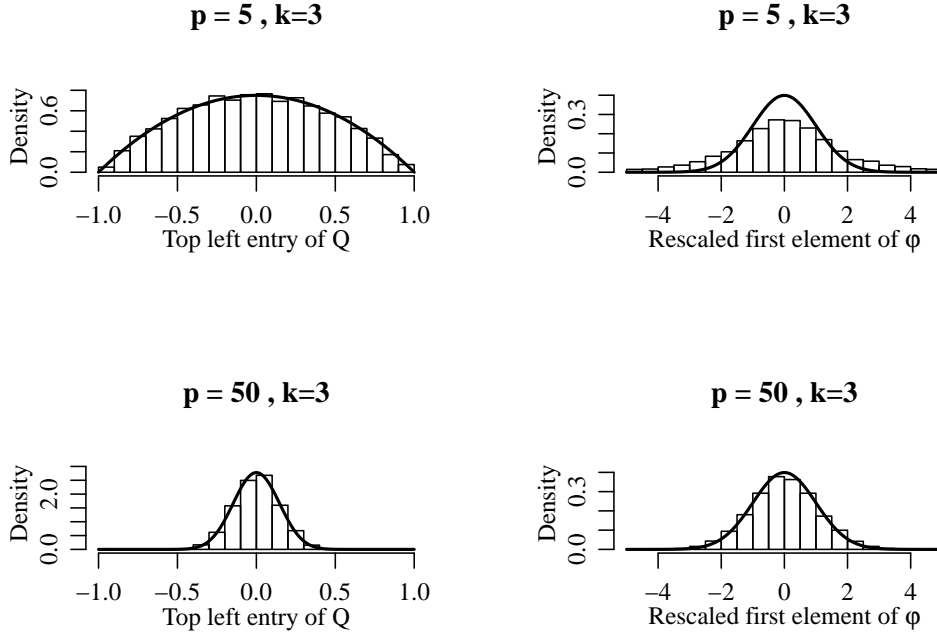 p = 5 , k=3
Density
0.0 0.6
−1.0 −0.5 0.0 0.5 1.0
Top left entry of Q
p = 5 , k=3
Density
0.0 0.3
−4 −2 0 2 4
Rescaled first element of φ
p = 50 , k=3
Density
0.0 2.0
−1.0 −0.5 0.0 0.5 1.0
Top left entry of Q
p = 50 , k=3
Density
0.0 0.3
−4 −2 0 2 4
Rescaled first element of φ